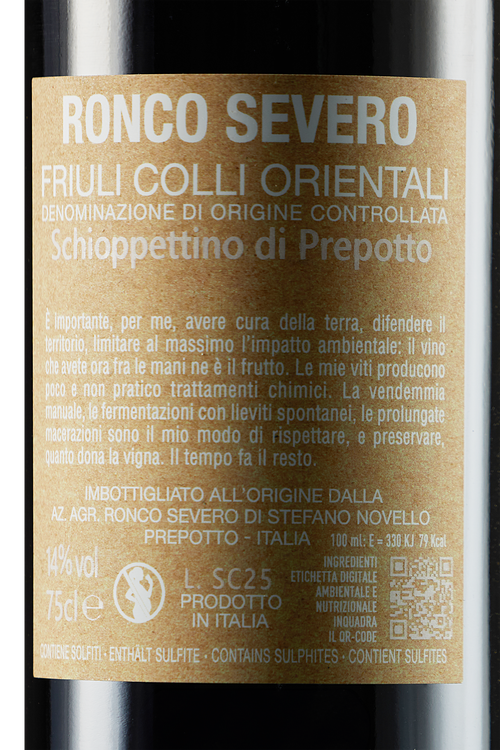 RONCO SEVERO
FRIULI COLLI ORIENTALI
DENOMINAZIONE DI ORIGINE CONTROLLATA
Schioppettino di Prepotto
È importante, per me, avere cura della terra, difendere il
territorio, limitare al massimo l'impatto ambientale: il vino
che avete ora fra le mani ne è il frutto. Le mie viti producono
poco e non pratico trattamenti chimici. La vendemmia
manuale, le fermentazioni con lieviti spontanei, le prolungate
macerazioni sono il mio modo di rispettare, e preservare,
quanto dona la vigna. Il tempo fa il resto.
IMBOTTIGLIATO ALL'ORIGINE DALLA
AZ. AGR. RONCO SEVERO DI STEFANO NOVELLO
PREPOTTO - ITALIA
100 ml: E = 330 KJ 79 Kcal
14% vol
75cl e
L. SC25
PRODOTTO
IN ITALIA
INGREDIENTI
ETICHETTA DIGITALE
AMBIENTALE E
NUTRIZIONALE
INQUADRA
IL QR-CODE
CONTIENE SOLFITI - ENTHÄLT SULFITE - CONTAINS SULPHITES - CONTIENT SULFITES